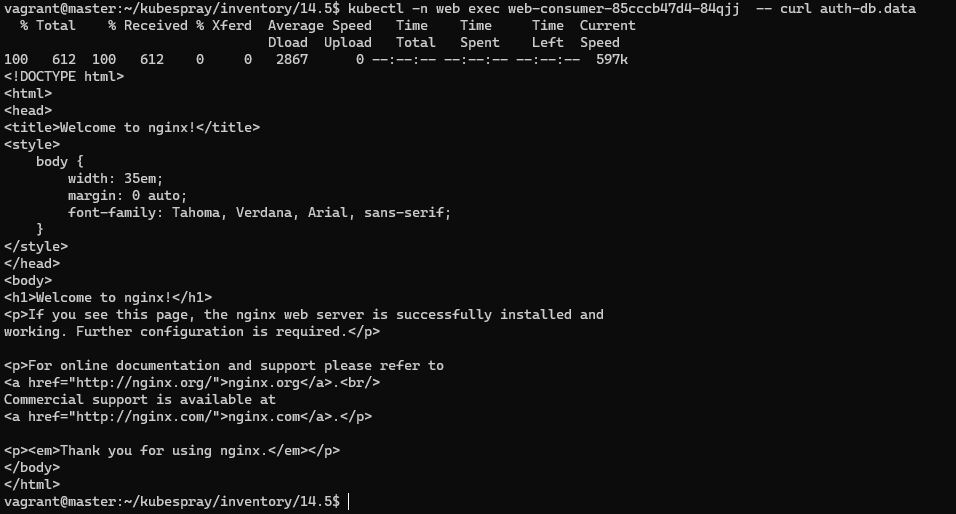 vagrant@master:~/kubespray/inventory/14.5$ kubectl -n web exec web-consumer-85cccb47d4-84qjj  -- curl auth-db.data
  % Total    % Received % Xferd  Average Speed   Time    Time     Time  Current
                                 Dload  Upload   Total   Spent    Left  Speed
100   612  100   612    0     0   2867      0 --:--:-- --:--:-- --:--:--  597k
<!DOCTYPE html>
<html>
<head>
<title>Welcome to nginx!</title>
<style>
    body {
        width: 35em;
        margin: 0 auto;
        font-family: Tahoma, Verdana, Arial, sans-serif;
    }
</style>
</head>
<body>
<h1>Welcome to nginx!</h1>
<p>If you see this page, the nginx web server is successfully installed and
working. Further configuration is required.</p>

<p>For online documentation and support please refer to
<a href="http://nginx.org/">nginx.org</a>.<br/>
Commercial support is available at
<a href="http://nginx.com/">nginx.com</a>.</p>

<p><em>Thank you for using nginx.</em></p>
</body>
</html>
vagrant@master:~/kubespray/inventory/14.5$